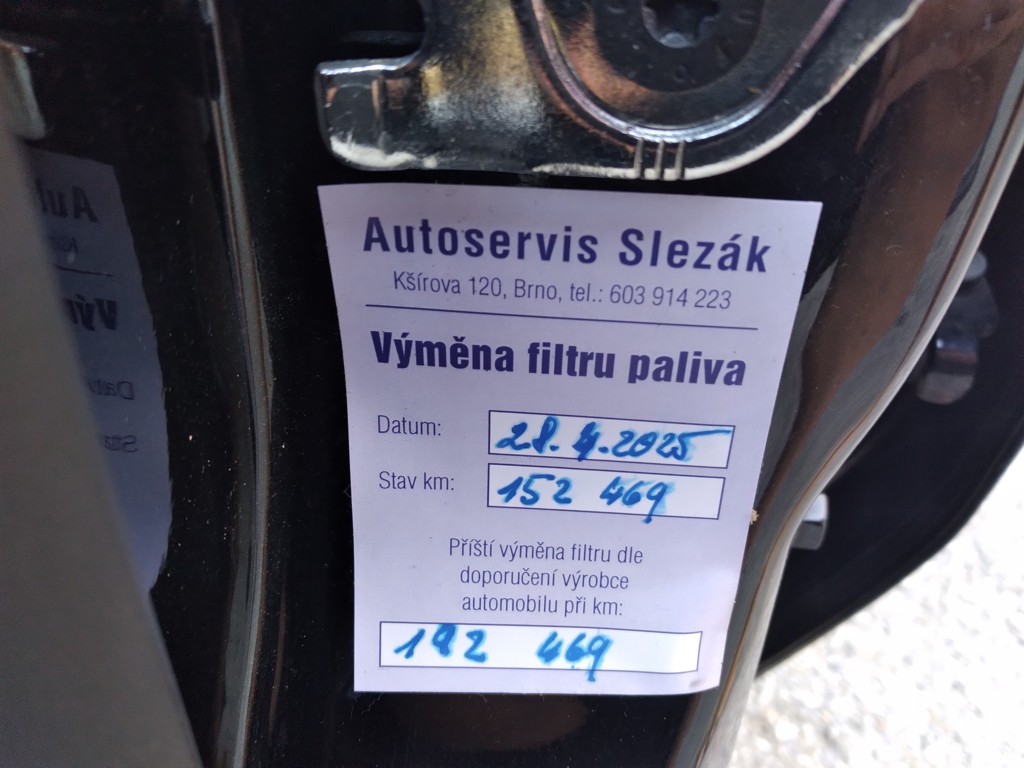 Autoservis Slezák
Kšírova 120, Brno, tel.: 603 914 223
Výměna filtru paliva
Datum: 28.4.2025
Stav km: 152 469
Příští výměna filtru dle
doporučení výrobce
automobilu při km:
469